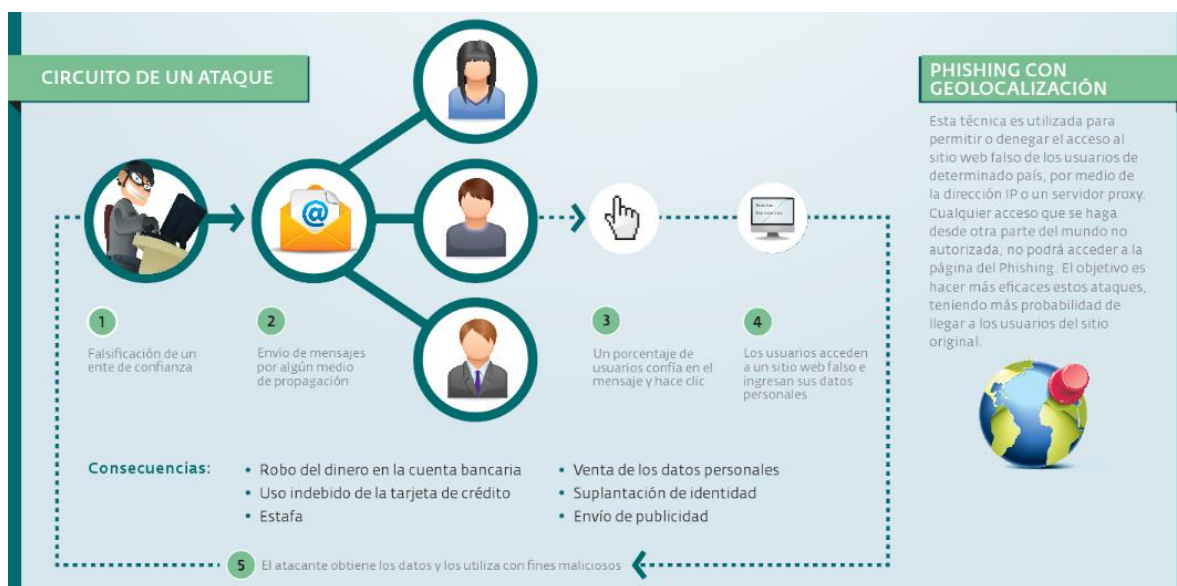 CIRCUITO DE UN ATAQUE
1
Falsificación de un
ente de confianza
2
Envío de mensajes
por algún medio
de propagación
3
Un porcentaje de
usuarios confía en el
mensaje y hace clic
4
Los usuarios acceden
a un sitio web falso e
ingresan sus datos
personales
Consecuencias:
• Robo del dinero en la cuenta bancaria
• Uso indebido de la tarjeta de crédito
• Estafa
• Venta de los datos personales
• Suplantación de identidad
• Envío de publicidad
5 El atacante obtiene los datos y los utiliza con fines maliciosos
PHISHING CON
GEOLOCALIZACIÓN
Esta técnica es utilizada para
permitir o denegar el acceso al
sitio web falso de los usuarios de
determinado país, por medio de
la dirección IP o un servidor proxy.
Cualquier acceso que se haga
desde otra parte del mundo no
autorizada, no podrá acceder a la
página del Phishing. El objetivo es
hacer más eficaces estos ataques,
teniendo más probabilidad de
llegar a los usuarios del sitio
original.